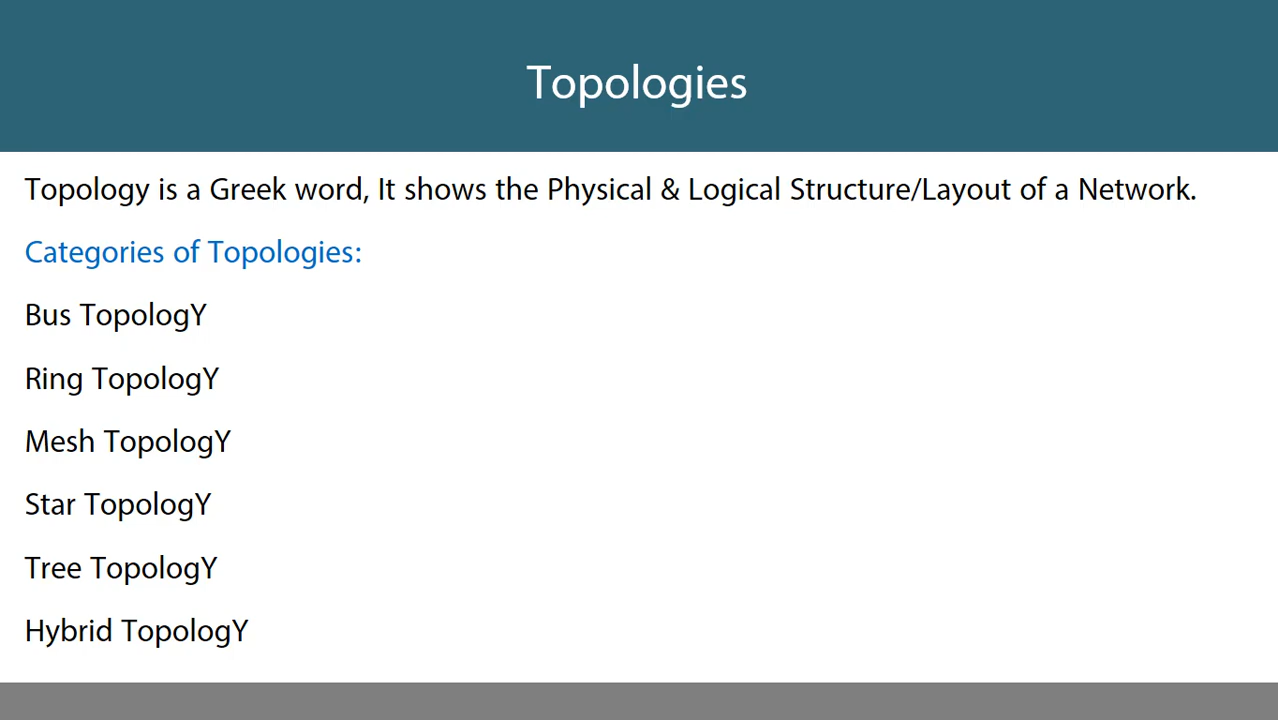 Topologies
Topology is a Greek word, It shows the Physical & Logical Structure/Layout of a Network.
Categories of Topologies:
Bus TopologY
Ring TopologY
Mesh TopologY
Star TopologY
Tree TopologY
Hybrid TopologY